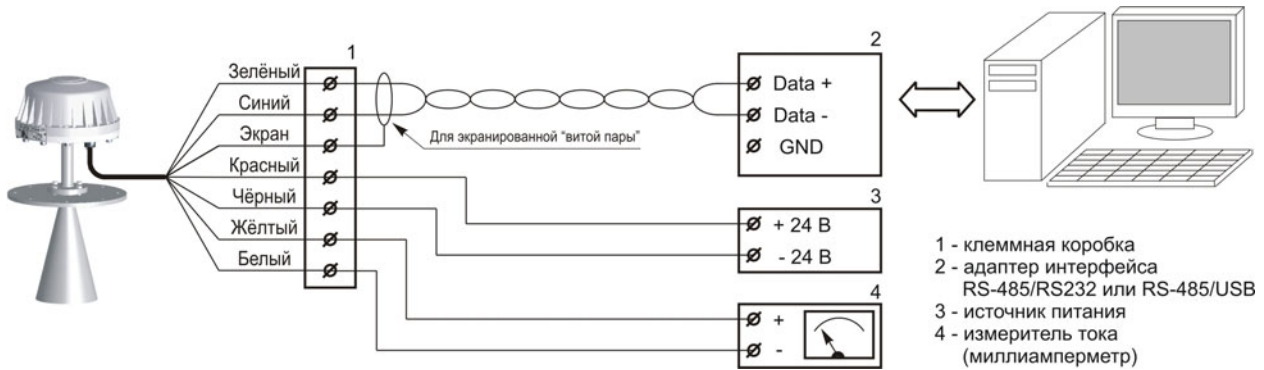 1
Зелёный
Синий
Экран
Красный
Чёрный
Жёлтый
Белый
Для экранированной “витой пары”
2
Data +
Data -
GND
3
+ 24 В
- 24 В
4
+
-
1 - клеммная коробка
2 - адаптер интерфейса
RS-485/RS232 или RS-485/USB
3 - источник питания
4 - измеритель тока
(миллиамперметр)